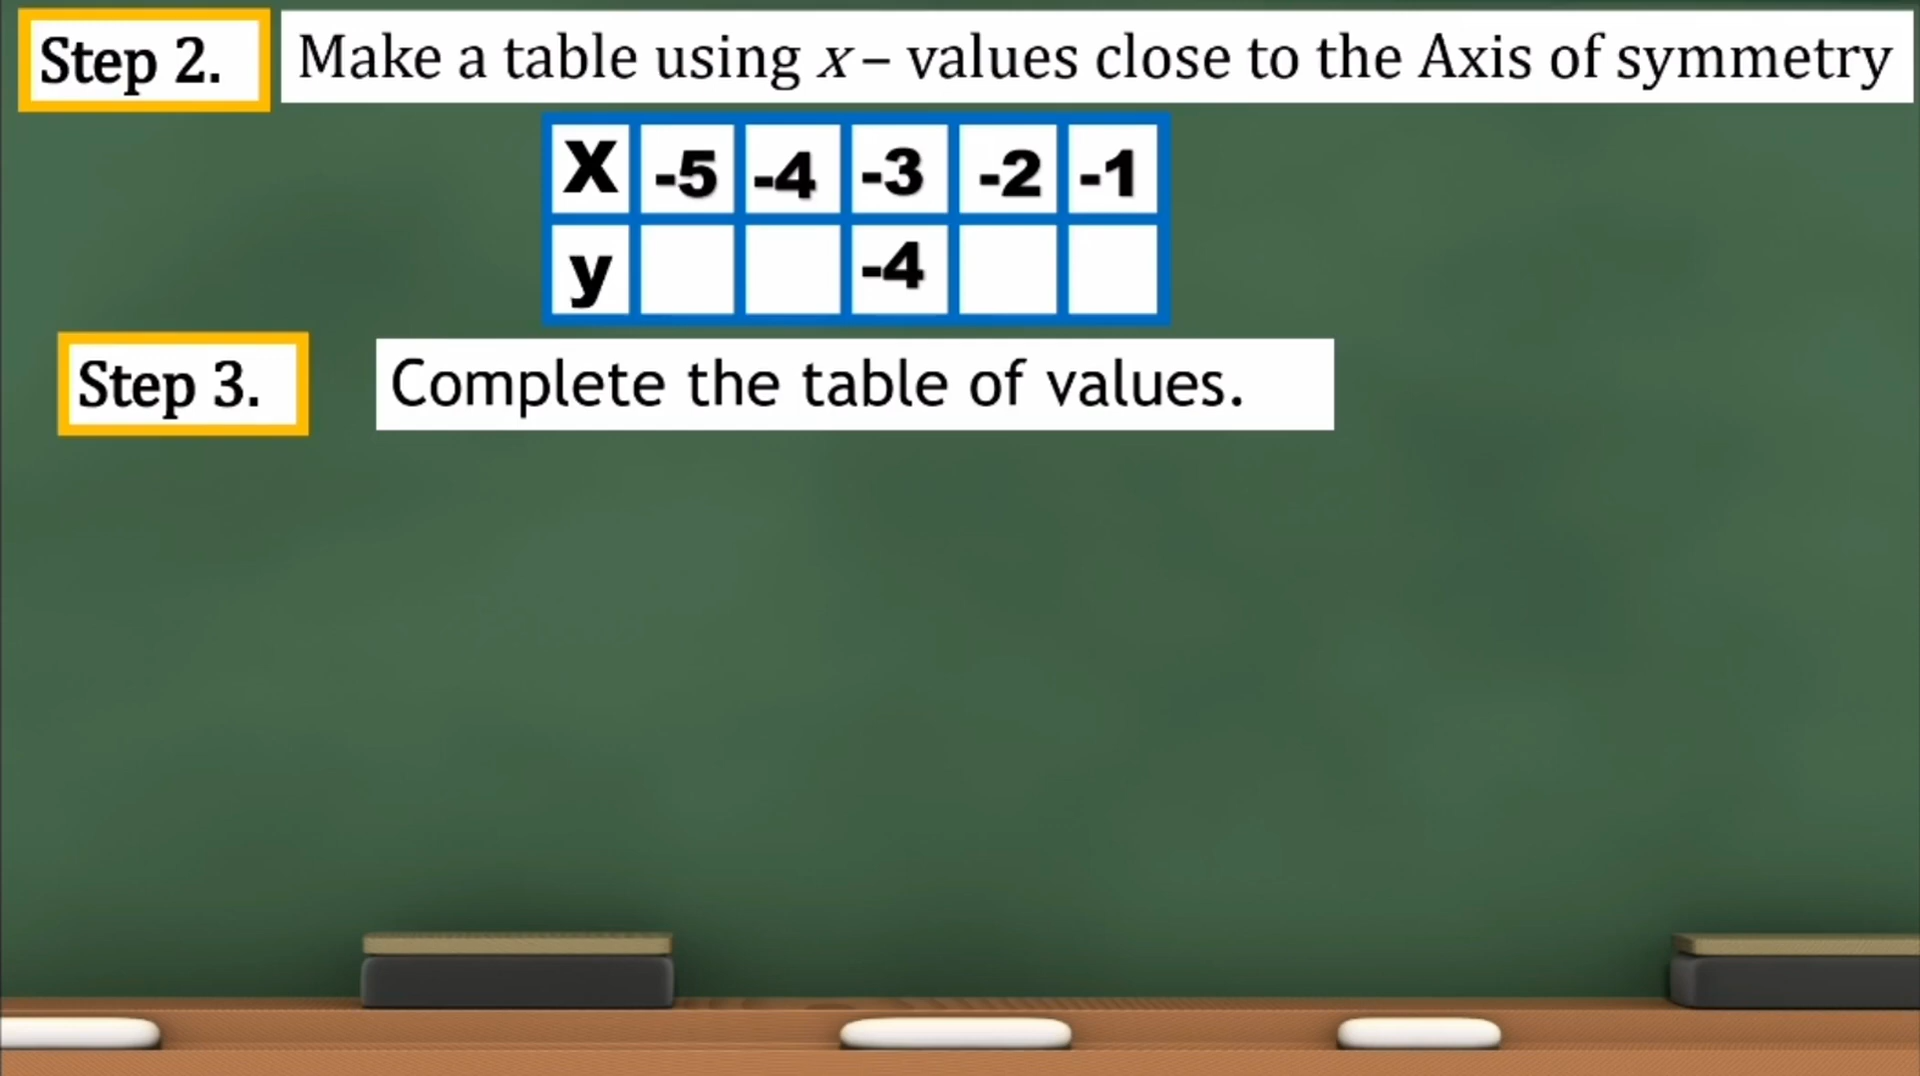 Step 2.
Make a table using x – values close to the Axis of symmetry
X -5 -4 -3 -2 -1
y -4
Step 3.
Complete the table of values.